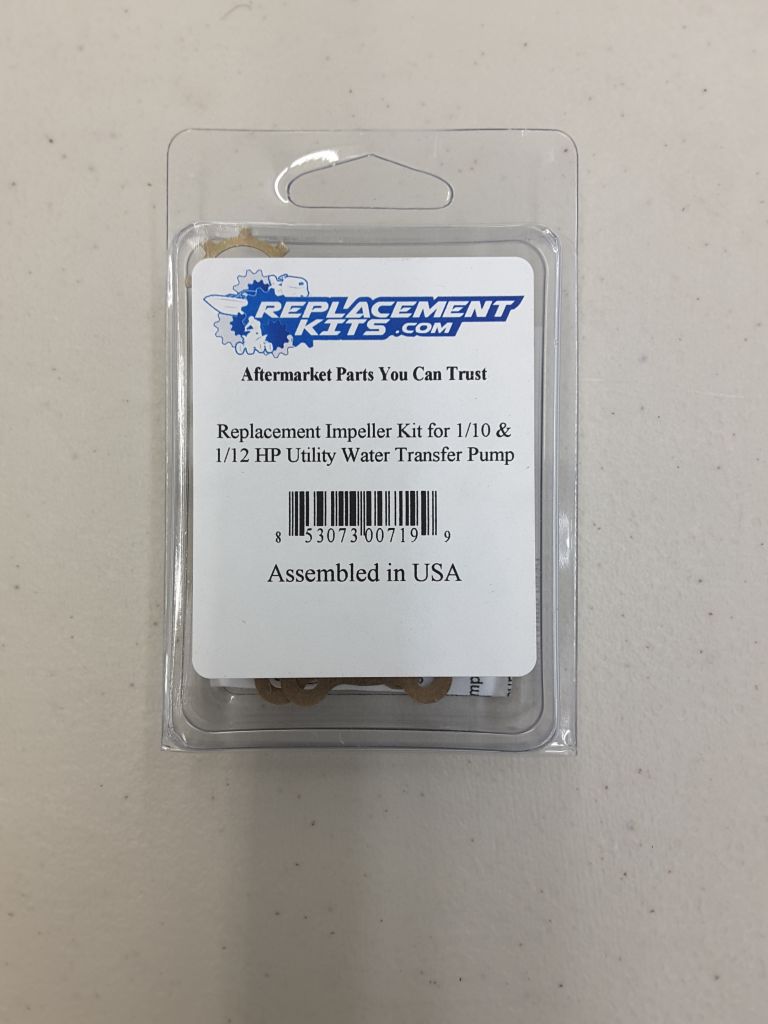 REPLACEMENT
KITS.COM
Aftermarket Parts You Can Trust
Replacement Impeller Kit for 1/10 &
1/12 HP Utility Water Transfer Pump
8 53073 00719 9
Assembled in USA
mp